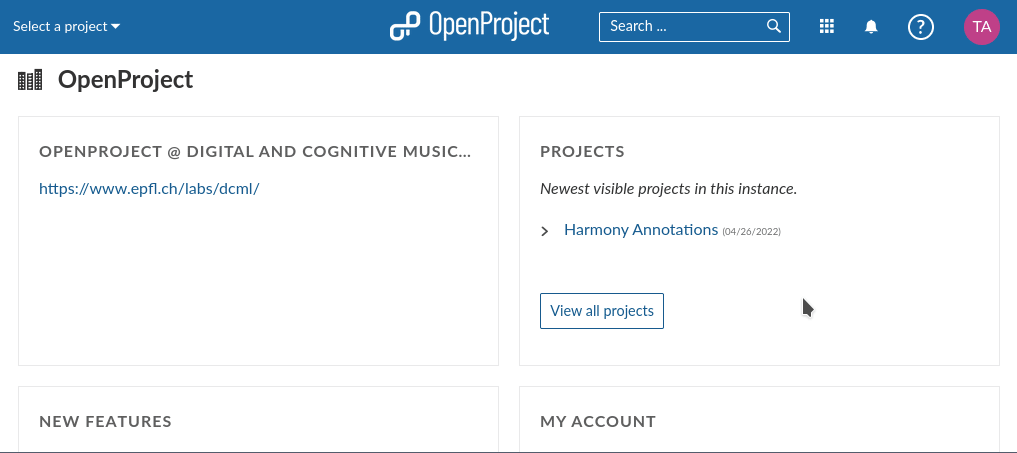 Select a project
OpenProject
Search ...
?
TA
OpenProject
OPENPROJECT @ DIGITAL AND COGNITIVE MUSIC...
https://www.epfl.ch/labs/dcml/
PROJECTS
Newest visible projects in this instance.
Harmony Annotations (04/26/2022)
View all projects
NEW FEATURES
MY ACCOUNT